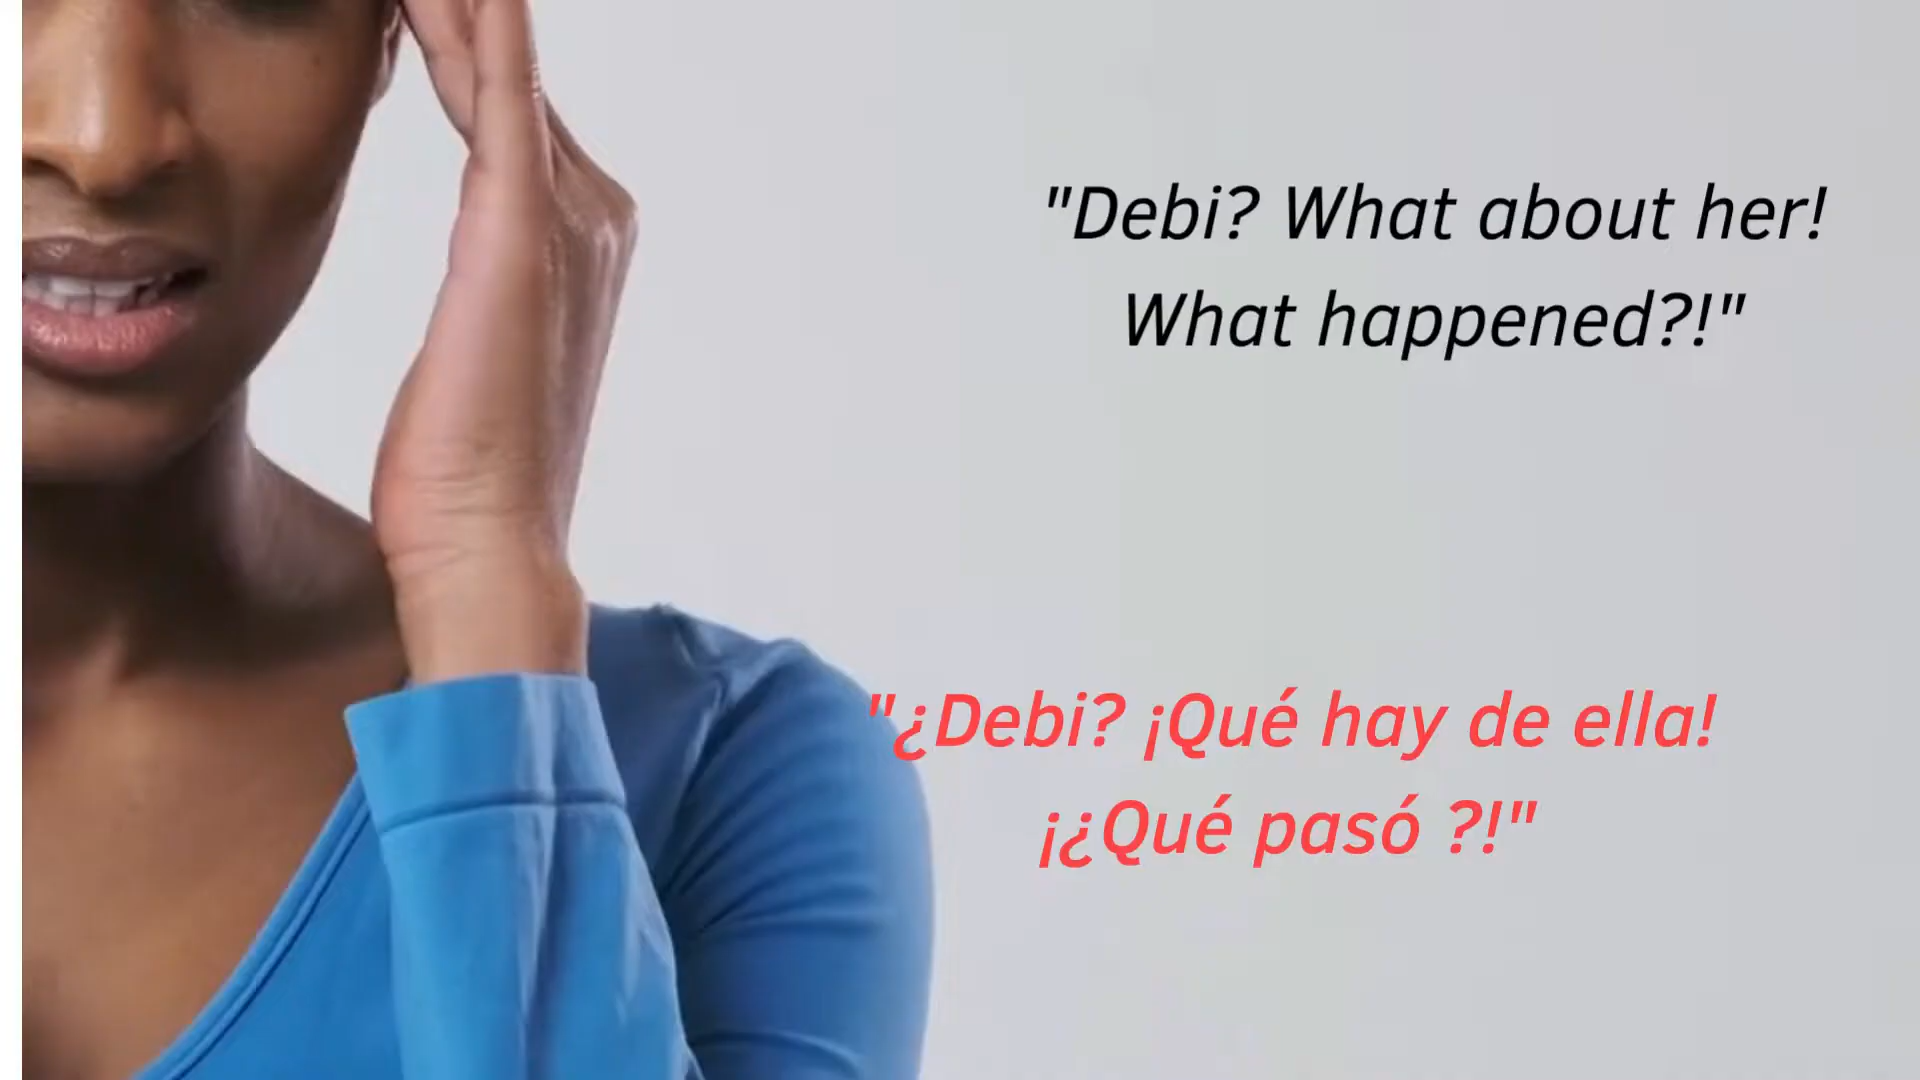 "Debi? What about her!
What happened?!"
"¿Debi? ¡Qué hay de ella!
¡¿Qué pasó ?!"